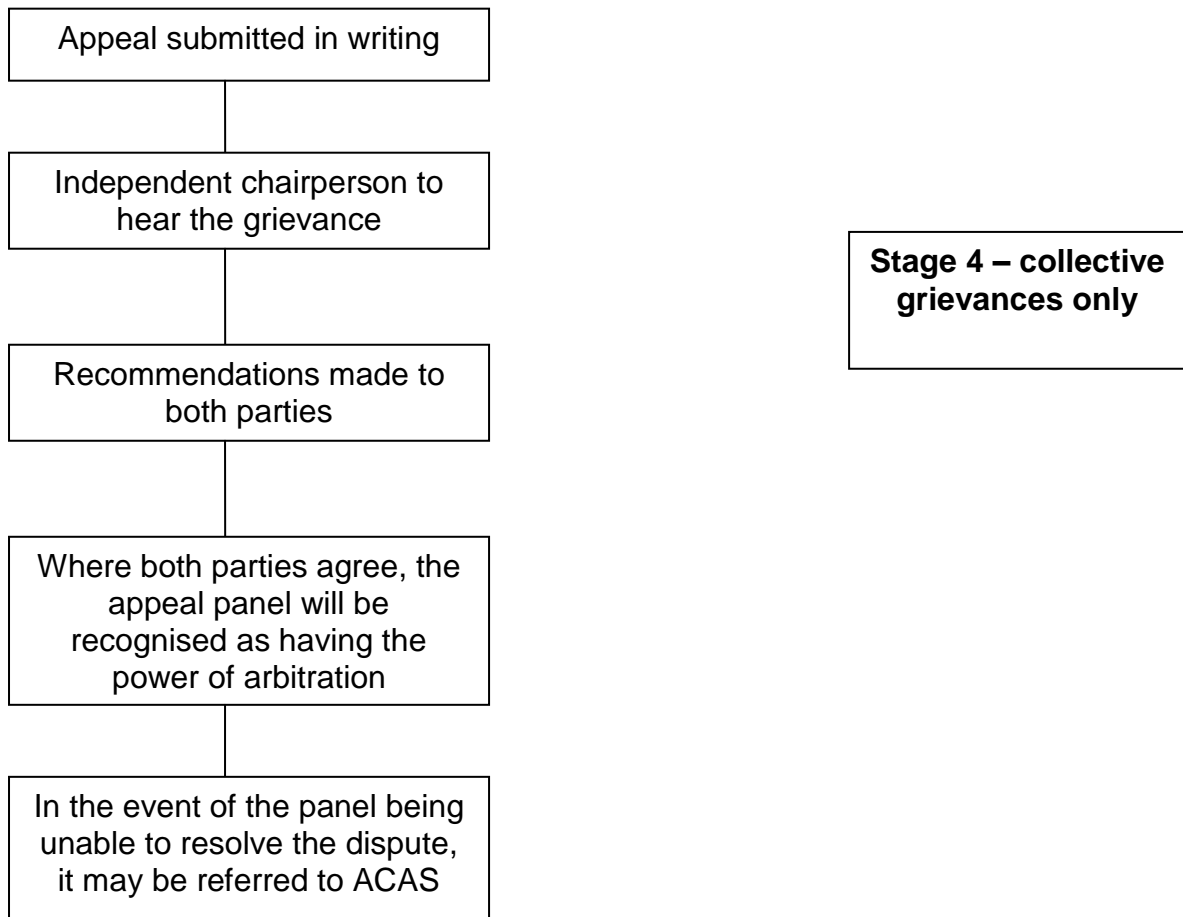 Appeal submitted in writing
Independent chairperson to
hear the grievance
Stage 4 – collective
grievances only
Recommendations made to
both parties
Where both parties agree, the
appeal panel will be
recognised as having the
power of arbitration
In the event of the panel being
unable to resolve the dispute,
it may be referred to ACAS